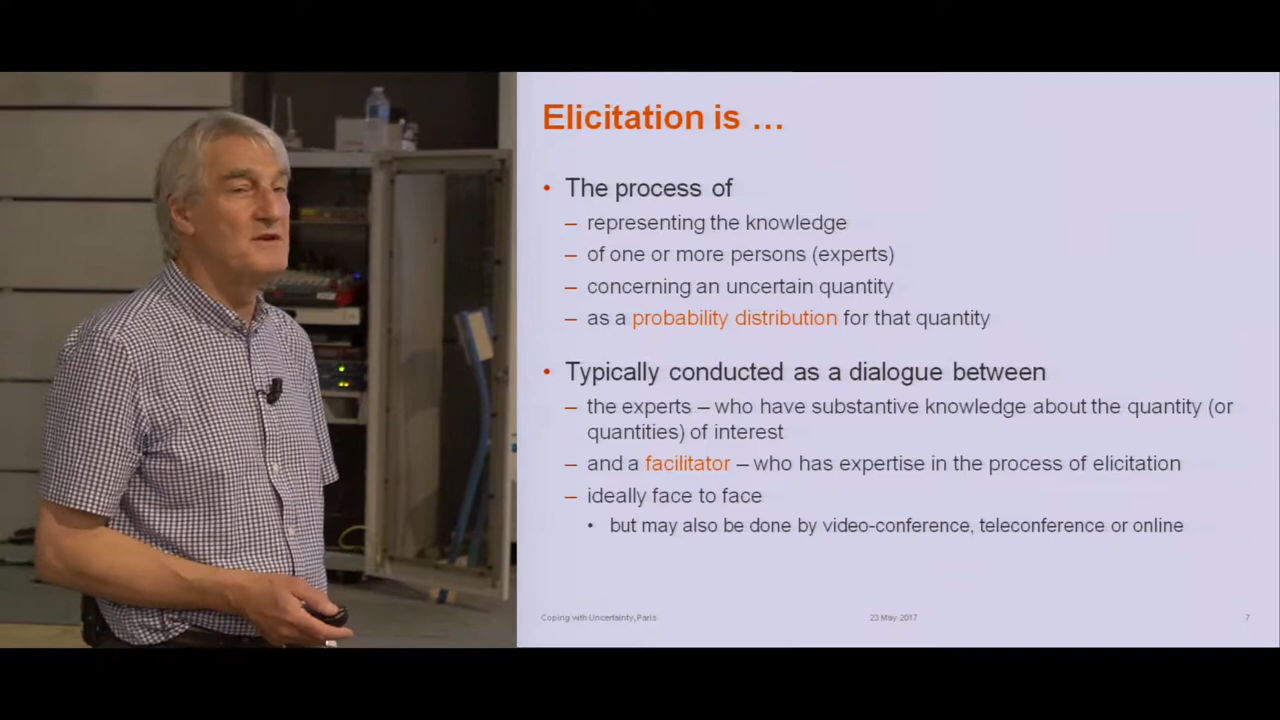 Elicitation is …
• The process of
– representing the knowledge
– of one or more persons (experts)
– concerning an uncertain quantity
– as a probability distribution for that quantity
• Typically conducted as a dialogue between
– the experts – who have substantive knowledge about the quantity (or
quantities) of interest
– and a facilitator – who has expertise in the process of elicitation
– ideally face to face
• but may also be done by video-conference, teleconference or online
Coping with Uncertainty, Paris
23 May 2017
7